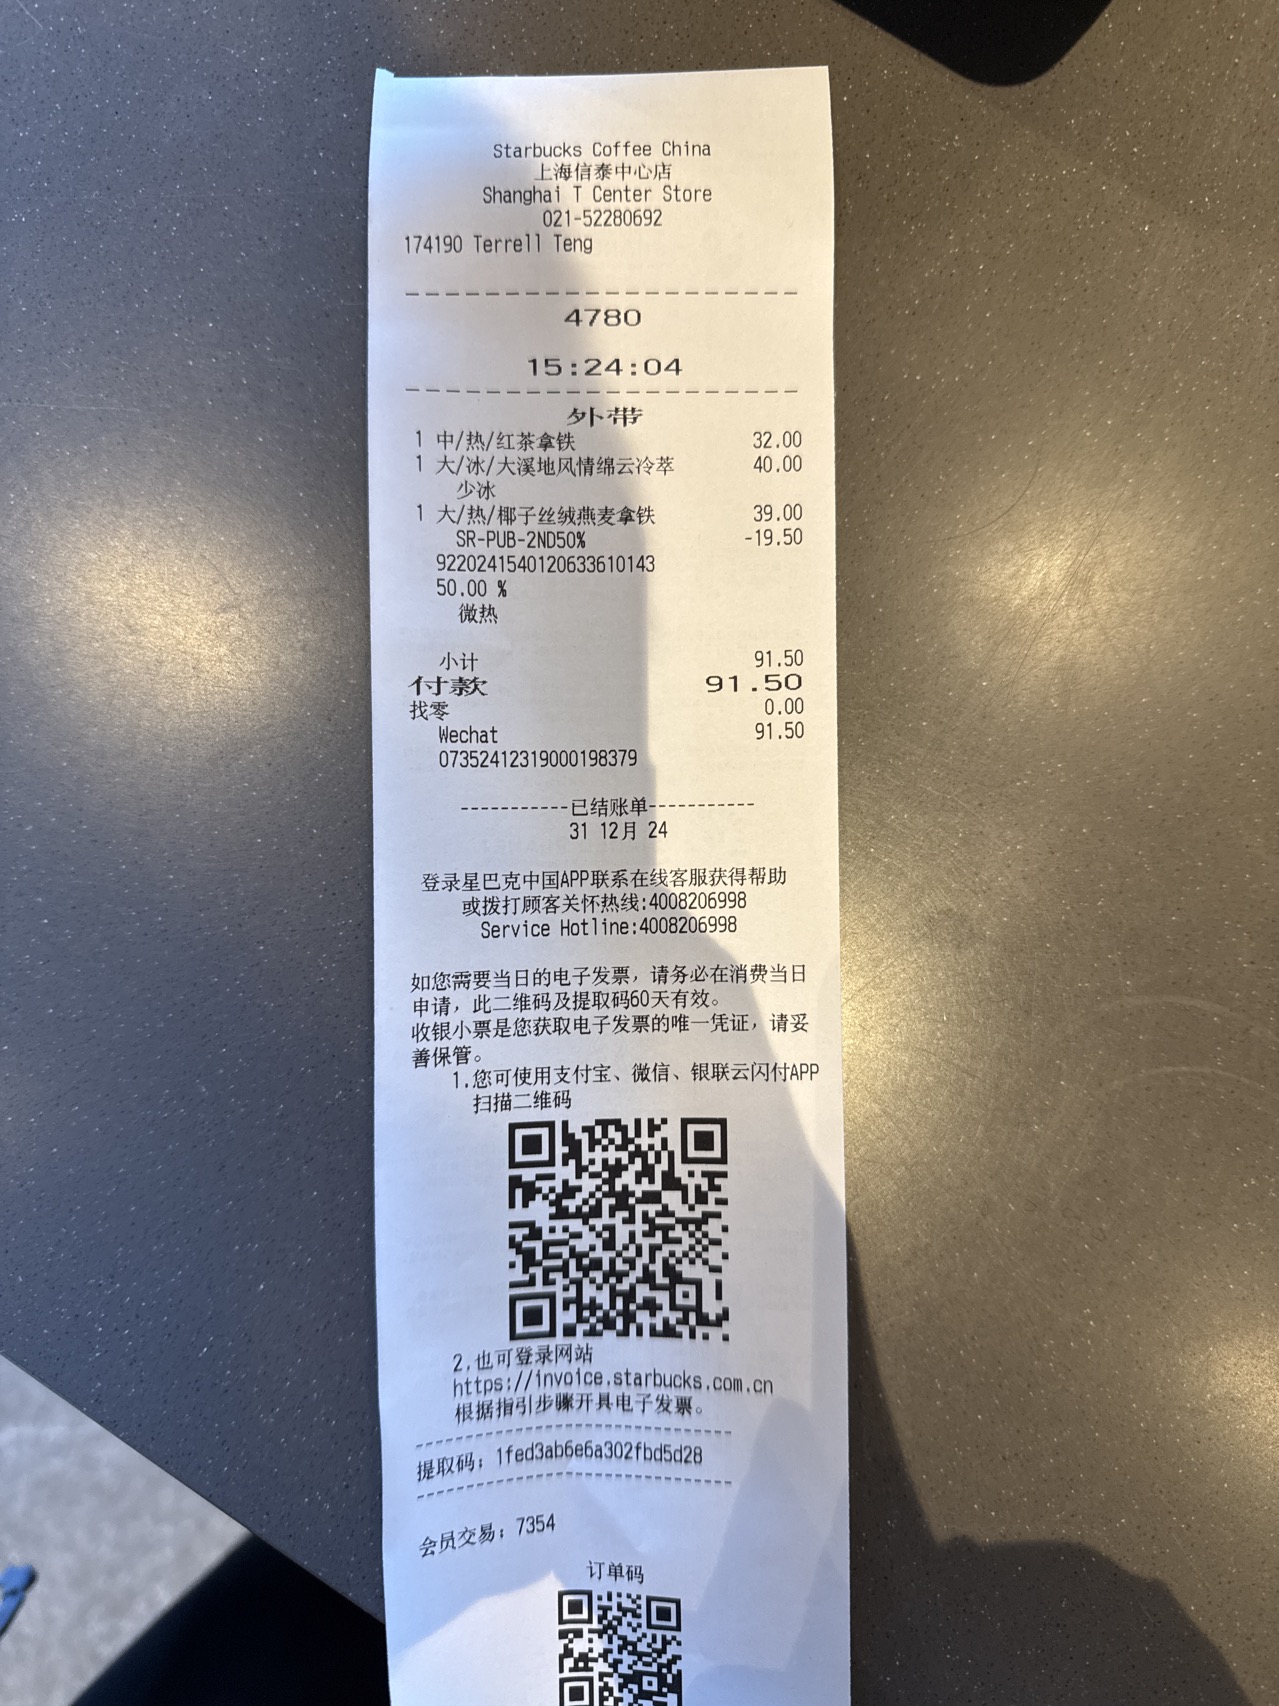 Starbucks Coffee China
上海信泰中心店
Shanghai T Center Store
021-52280692
174190 Terrell Teng
4780
15:24:04
外带
1 中/热/红茶拿铁 32.00
1 大/冰/大溪地风情绵云冷萃 40.00
少冰
1 大/热/椰子丝绒燕麦拿铁 39.00
SR-PUB-2ND50% -19.50
9220241540120633610143
50.00 %
微热
小计 91.50
付款 91.50
找零 0.00
Wechat 91.50
07352412319000198379
-----------已结账单-----------
31 12月 24
登录星巴克中国APP联系在线客服获得帮助
或拨打顾客关怀热线:4008206998
Service Hotline:4008206998
如您需要当日的电子发票，请务必在消费当日
申请，此二维码及提取码60天有效。
收银小票是您获取电子发票的唯一凭证，请妥
善保管。
1.您可使用支付宝、微信、银联云闪付APP
扫描二维码
2.也可登录网站
https://invoice.starbucks.com.cn
根据指引步骤开具电子发票。
提取码：1fed3ab6e6a302fbd5d28
会员交易：7354
订单码